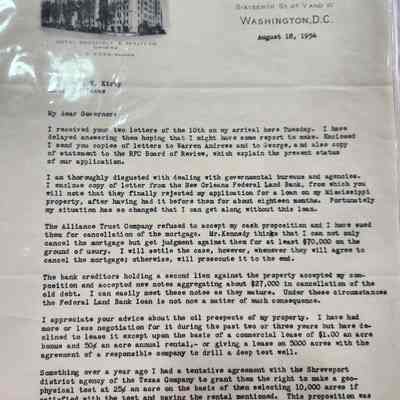 HOTEL ROOSEVELT
SIXTEENTH ST. AT V AND W
WASHINGTON, D.C.
August 18, 1934
Kirby
My dear Governor:
I received your two letters of the 10th on my arrival here Tuesday. I have
delayed answering them hoping that I might have some report to make. Enclosed
I send you copies of letters to Warren Andrews and to George, and also copy
of statement to the RFC Board of Review, which explain the present status
of our application.
I am thoroughly disgusted with dealing with governmental bureaus and agencies.
I enclose copy of letter from the New Orleans Federal Land Bank, from which you
will note that they finally rejected my application for a loan on my Mississippi
property, after having had it before them for about eighteen months. Fortunately
my situation has so changed that I can get along without this loan.
The Alliance Trust Company refused to accept my cash proposition and I have sued
them for cancellation of the mortgage. Mr. Kennedy thinks that I can not only
cancel the mortgage but get judgment against them for at least $70,000 on the
ground of usury. I will settle the case, however, whenever they will agree to
cancel the mortgage; otherwise, will prosecute it to the end.
The bank creditors holding a second lien against the property accepted my com-
position and accepted new notes aggregating about $27,000 in cancellation of the
old debt. I can easily meet these notes as they mature. Under these circumstances
the Federal Land Bank loan is not now a matter of much consequence.
I appreciate your advice about the oil prospects of my property. I have had
more or less negotiation for it during the past two or three years but have de-
clined to lease it except upon the basis of a commercial lease of $1.00 an acre
bonus and 50¢ an acre annual rental,- or giving a lease on 5000 acres with the
agreement of a responsible company to drill a deep test well.
Something over a year ago I had a tentative agreement with the Shreveport
district agency of the Texas Company to grant them the right to make a geo-
physical test at 25¢ an acre on the basis of then selecting 10,000 acres if
satisfied with the test and paying the rental mentioned. This proposition was